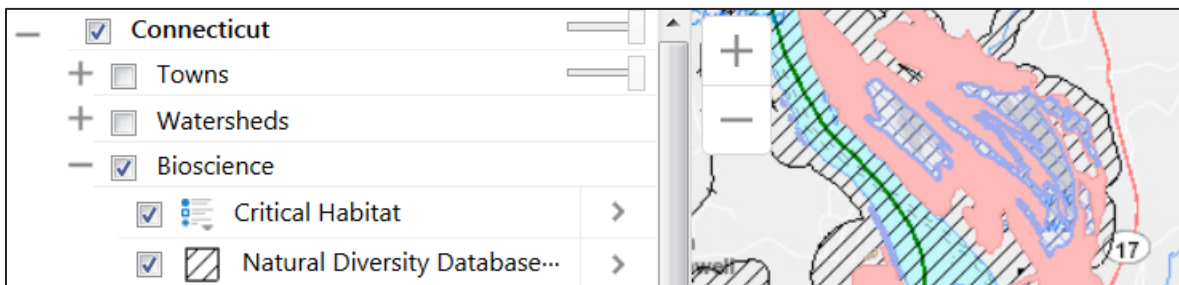 Connecticut
Towns
Watersheds
Bioscience
Critical Habitat
Natural Diversity Database···
17